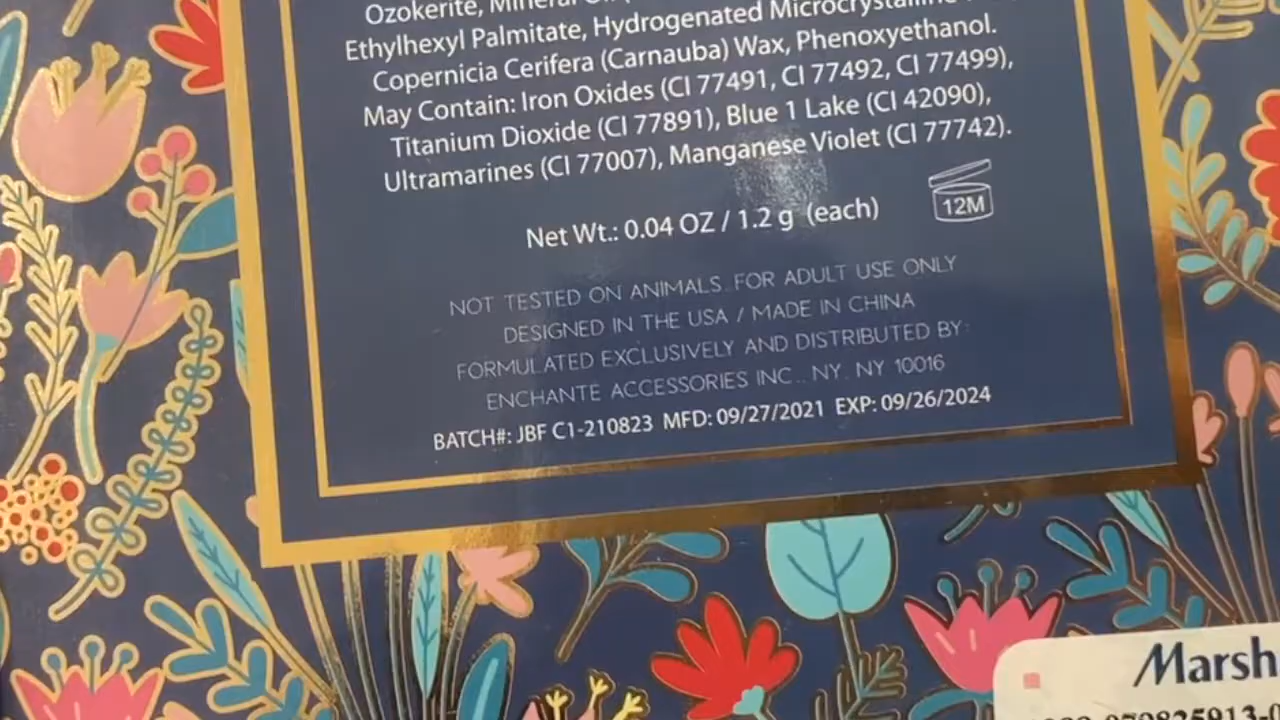 Ozokerite, Mineral
Ethylhexyl Palmitate, Hydrogenated Microcrystalline
Copernicia Cerifera (Carnauba) Wax, Phenoxyethanol.
May Contain: Iron Oxides (CI 77491, CI 77492, CI 77499),
Titanium Dioxide (CI 77891), Blue 1 Lake (CI 42090),
Ultramarines (CI 77007), Manganese Violet (CI 77742).
Net Wt.: 0.04 OZ / 1.2 g (each)
12M
NOT TESTED ON ANIMALS. FOR ADULT USE ONLY
DESIGNED IN THE USA / MADE IN CHINA
FORMULATED EXCLUSIVELY AND DISTRIBUTED BY:
ENCHANTE ACCESSORIES INC., NY, NY 10016
BATCH#: JBF C1-210823 MFD: 09/27/2021 EXP: 09/26/2024
Marsh